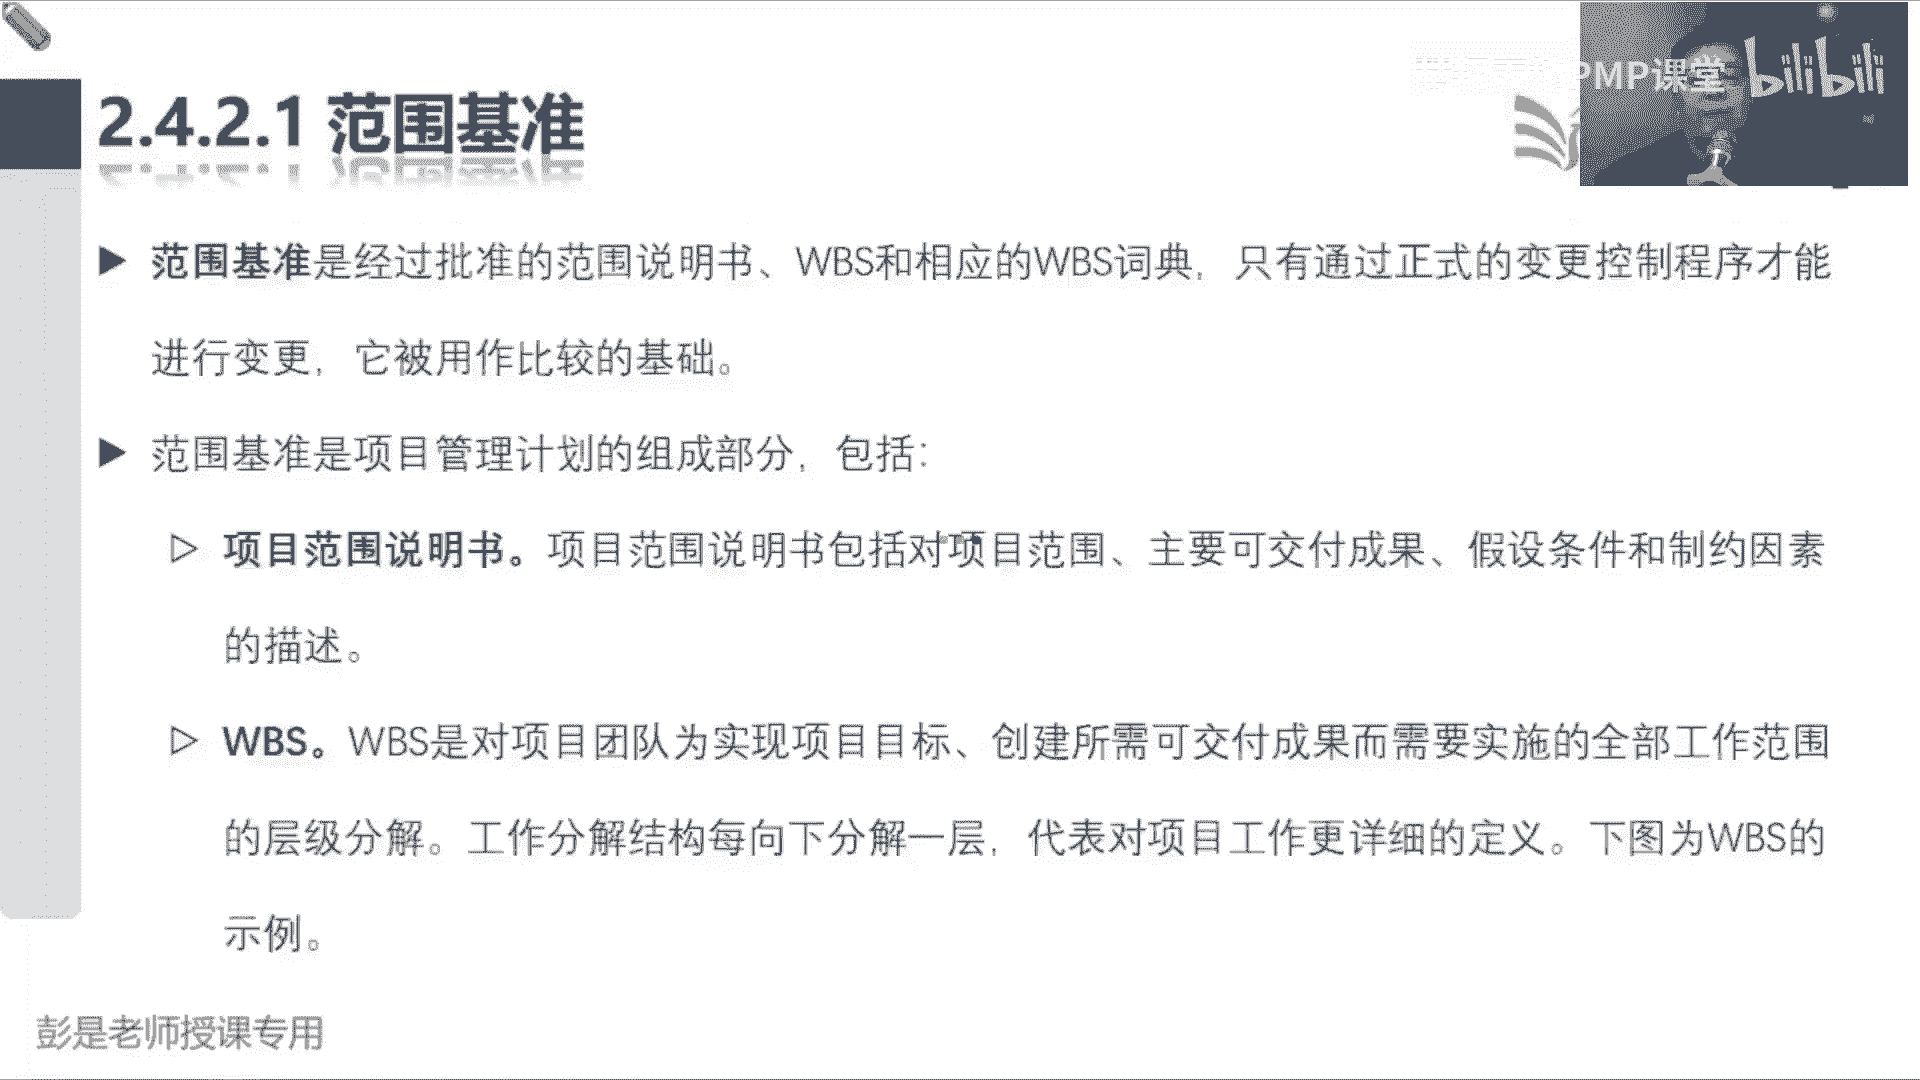 PMP课堂 bilibili
2.4.2.1 范围基准
范围基准是经过批准的范围说明书、WBS和相应的WBS词典，只有通过正式的变更控制程序才能
进行变更，它被用作比较的基础。
范围基准是项目管理计划的组成部分，包括：
项目范围说明书。项目范围说明书包括对项目范围、主要可交付成果、假设条件和制约因素
的描述。
WBS。WBS是对项目团队为实现项目目标、创建所需可交付成果而需要实施的全部工作范围
的层级分解。工作分解结构每向下分解一层，代表对项目工作更详细的定义。下图为WBS的
示例。
彭是老师授课专用